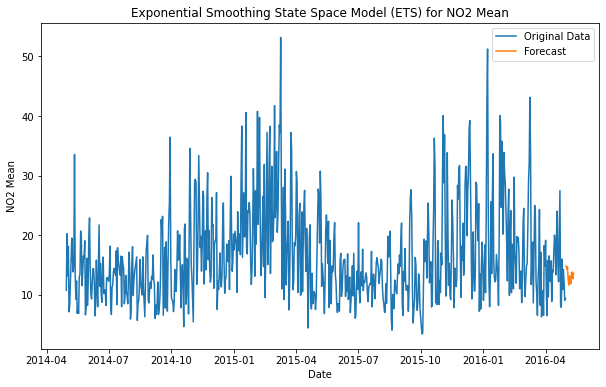 Exponential Smoothing State Space Model (ETS) for NO2 Mean
Original Data
Forecast
50
40
30
20
10
NO2 Mean
2014-04
2014-07
2014-10
2015-01
2015-04
2015-07
2015-10
2016-01
2016-04
Date